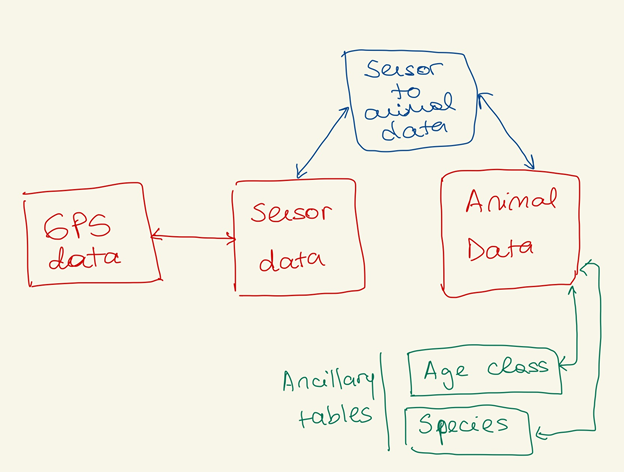 Sensor
to
animal
data
GPS
data
Sensor
data
Animal
Data
Ancillary
tables
Age class
Species